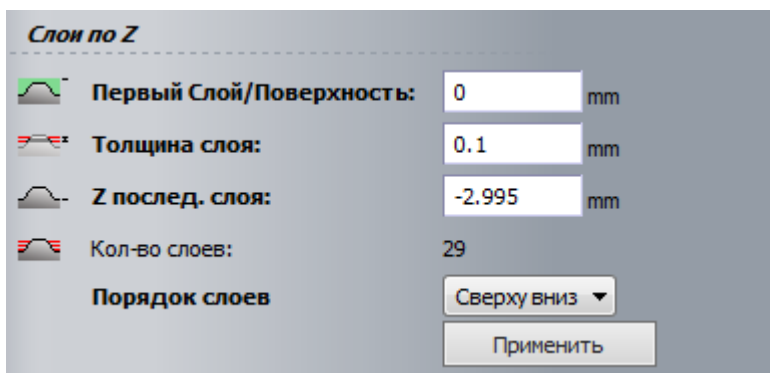 Слои по Z
Первый Слой/Поверхность: 0 mm
Толщина слоя: 0.1 mm
Z послед. слоя: -2.995 mm
Кол-во слоев: 29
Порядок слоев Сверху вниз
Применить